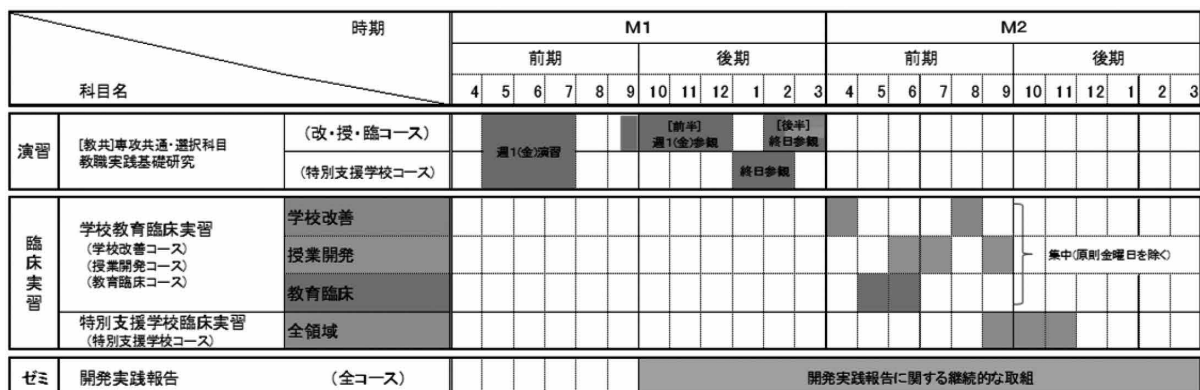 時期
科目名
M1
M2
前期
後期
前期
後期
4 5 6 7 8 9 10 11 12 1 2 3 4 5 6 7 8 9 10 11 12 1 2 3
演習
[教共]専攻共通・選択科目
教職実践基礎研究
(改・授・臨コース)
(特別支援学校コース)
週1(金)演習
[前半]
週1(金)参観
[後半]
終日参観
終日参観
臨床実習
学校教育臨床実習
(学校改善コース)
(授業開発コース)
(教育臨床コース)
学校改善
授業開発
教育臨床
集中(原則金曜日を除く)
特別支援学校臨床実習
(特別支援学校コース)
全領域
ゼミ
開発実践報告
(全コース)
開発実践報告に関する継続的な取組